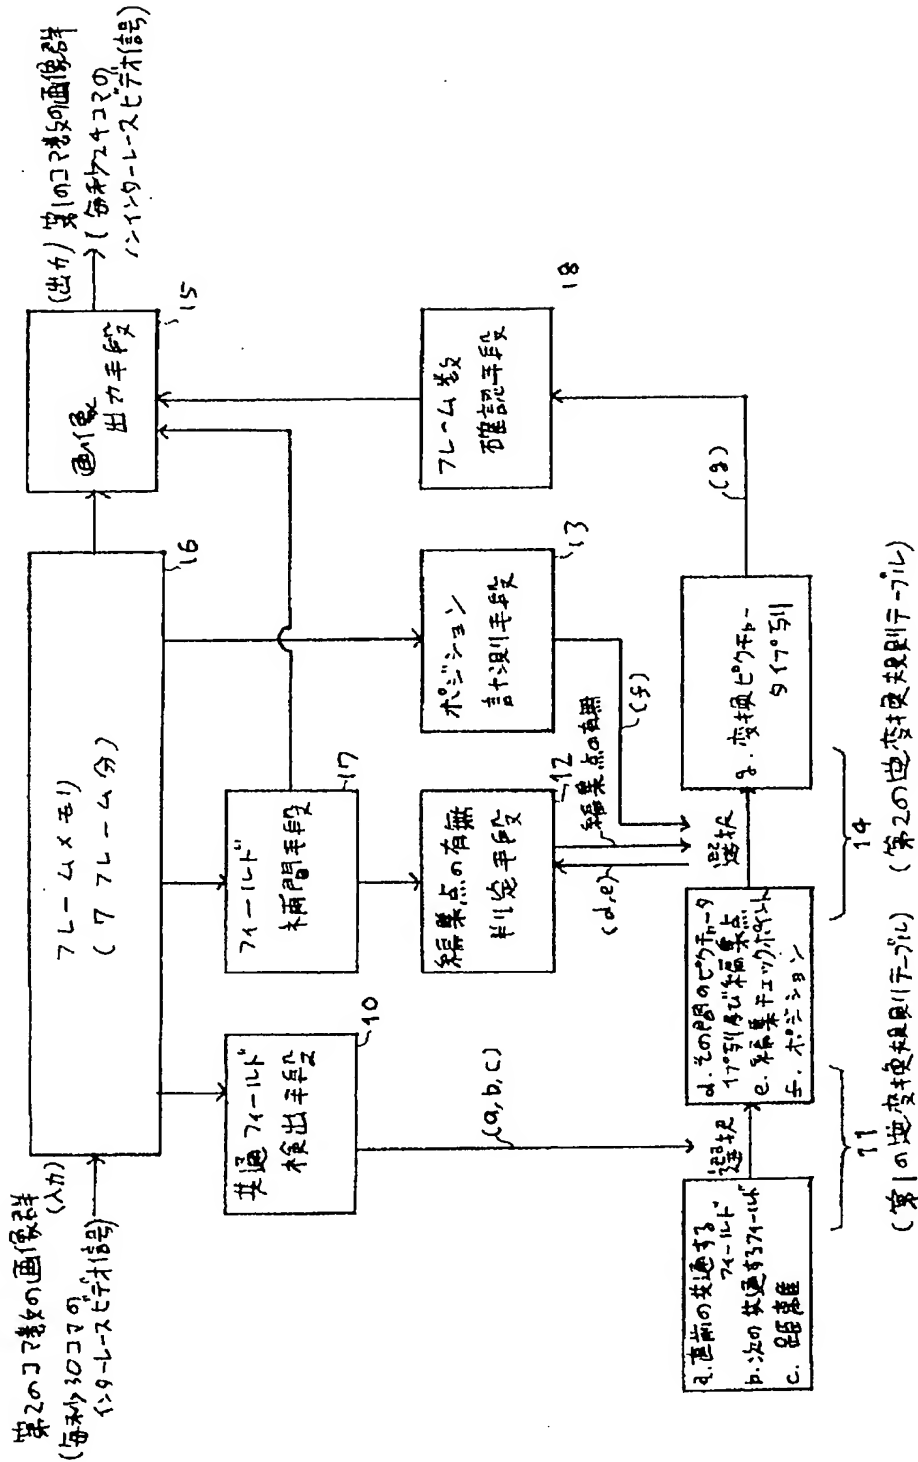 第2のコマ数の画像群
(入力)
(毎秒30コマの
インターレースビデオ信号)
フレームメモリ
(7フレーム分)
16
画像
出力手段
15
(出力)
第1のコマ数の画像群
(毎秒24コマの
ノンインターレースビデオ信号)
共通フィールド
検出手段
10
フィールド
補間手段
17
編集点の有無
判定手段
12
ポジション
計測手段
13
フレーム数
確認手段
18
(a,b,c)
(d,e)
編集点の有無
(f)
(g)
a.直前の共通する
フィールド
b.次の共通するフィールド
c.距離
選択
d.その間のピクチャータ
イプ列及び編集点
e.編集チェックポイント
f.ポジション
選択
g.変換ピクチャー
タイプ列
11
(第1の逆変換規則テーブル)
14
(第2の逆変換規則テーブル)